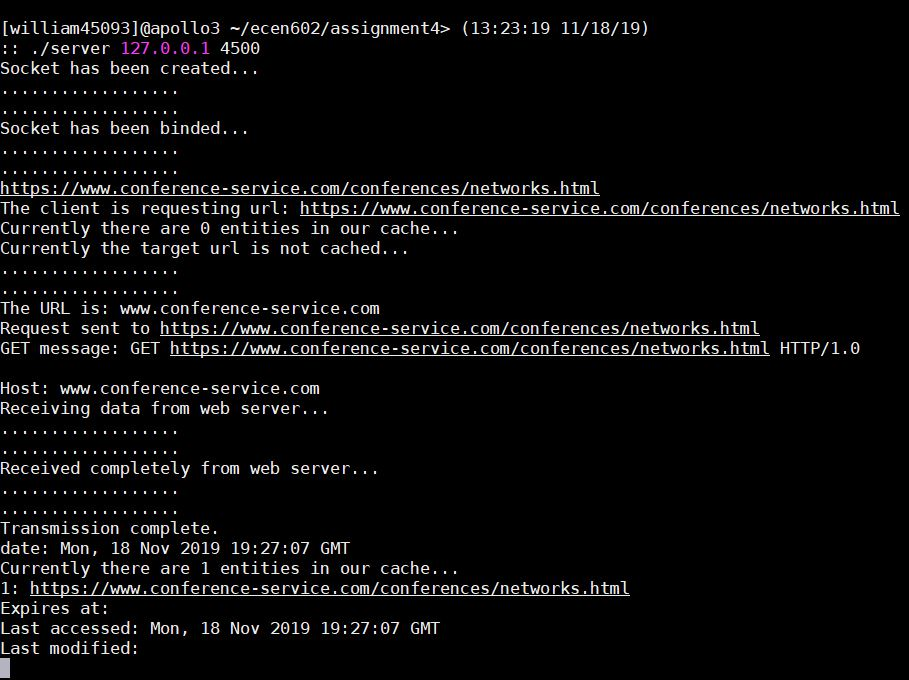 [william45093]@apollo3 ~/ecen602/assignment4> (13:23:19 11/18/19)
:: ./server 127.0.0.1 4500
Socket has been created...
..................
..................
Socket has been binded...
..................
..................
https://www.conference-service.com/conferences/networks.html
The client is requesting url: https://www.conference-service.com/conferences/networks.html
Currently there are 0 entities in our cache...
Currently the target url is not cached...
..................
..................
The URL is: www.conference-service.com
Request sent to https://www.conference-service.com/conferences/networks.html
GET message: GET https://www.conference-service.com/conferences/networks.html HTTP/1.0

Host: www.conference-service.com
Receiving data from web server...
..................
..................
Received completely from web server...
..................
..................
Transmission complete.
date: Mon, 18 Nov 2019 19:27:07 GMT
Currently there are 1 entities in our cache...
1: https://www.conference-service.com/conferences/networks.html
Expires at:
Last accessed: Mon, 18 Nov 2019 19:27:07 GMT
Last modified: